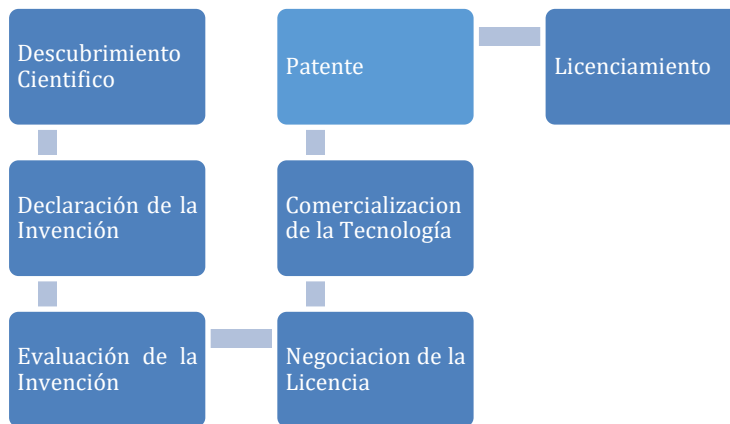 Descubrimiento
Cientifico
Declaración de la
Invención
Evaluación de la
Invención
Negociacion de la
Licencia
Comercializacion
de la Tecnología
Patente
Licenciamiento